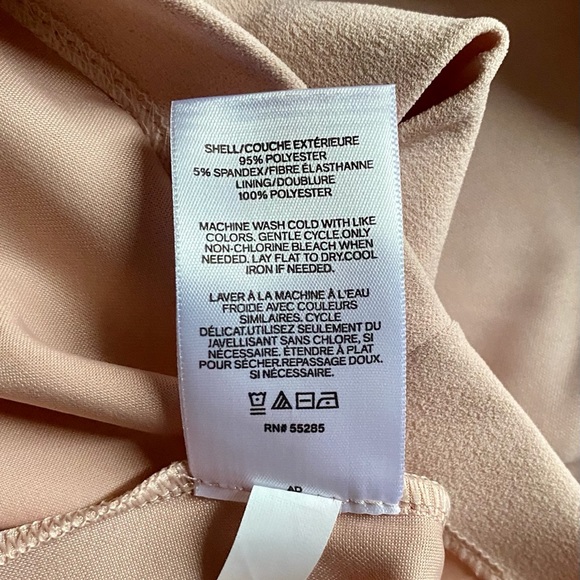 SHELL/COUCHE EXTÉRIEURE
95% POLYESTER
5% SPANDEX/FIBRE ÉLASTHANNE
LINING/DOUBLURE
100% POLYESTER
MACHINE WASH COLD WITH LIKE
COLORS. GENTLE CYCLE.ONLY
NON-CHLORINE BLEACH WHEN
NEEDED. LAY FLAT TO DRY.COOL
IRON IF NEEDED.
LAVER À LA MACHINE À L'EAU
FROIDE AVEC COULEURS
SIMILAIRES. CYCLE
DÉLICAT.UTILISEZ SEULEMENT DU
JAVELLISANT SANS CHLORE, SI
NÉCESSAIRE. ÉTENDRE À PLAT
POUR SÉCHER.REPASSAGE DOUX.
SI NÉCESSAIRE.
RN# 55285